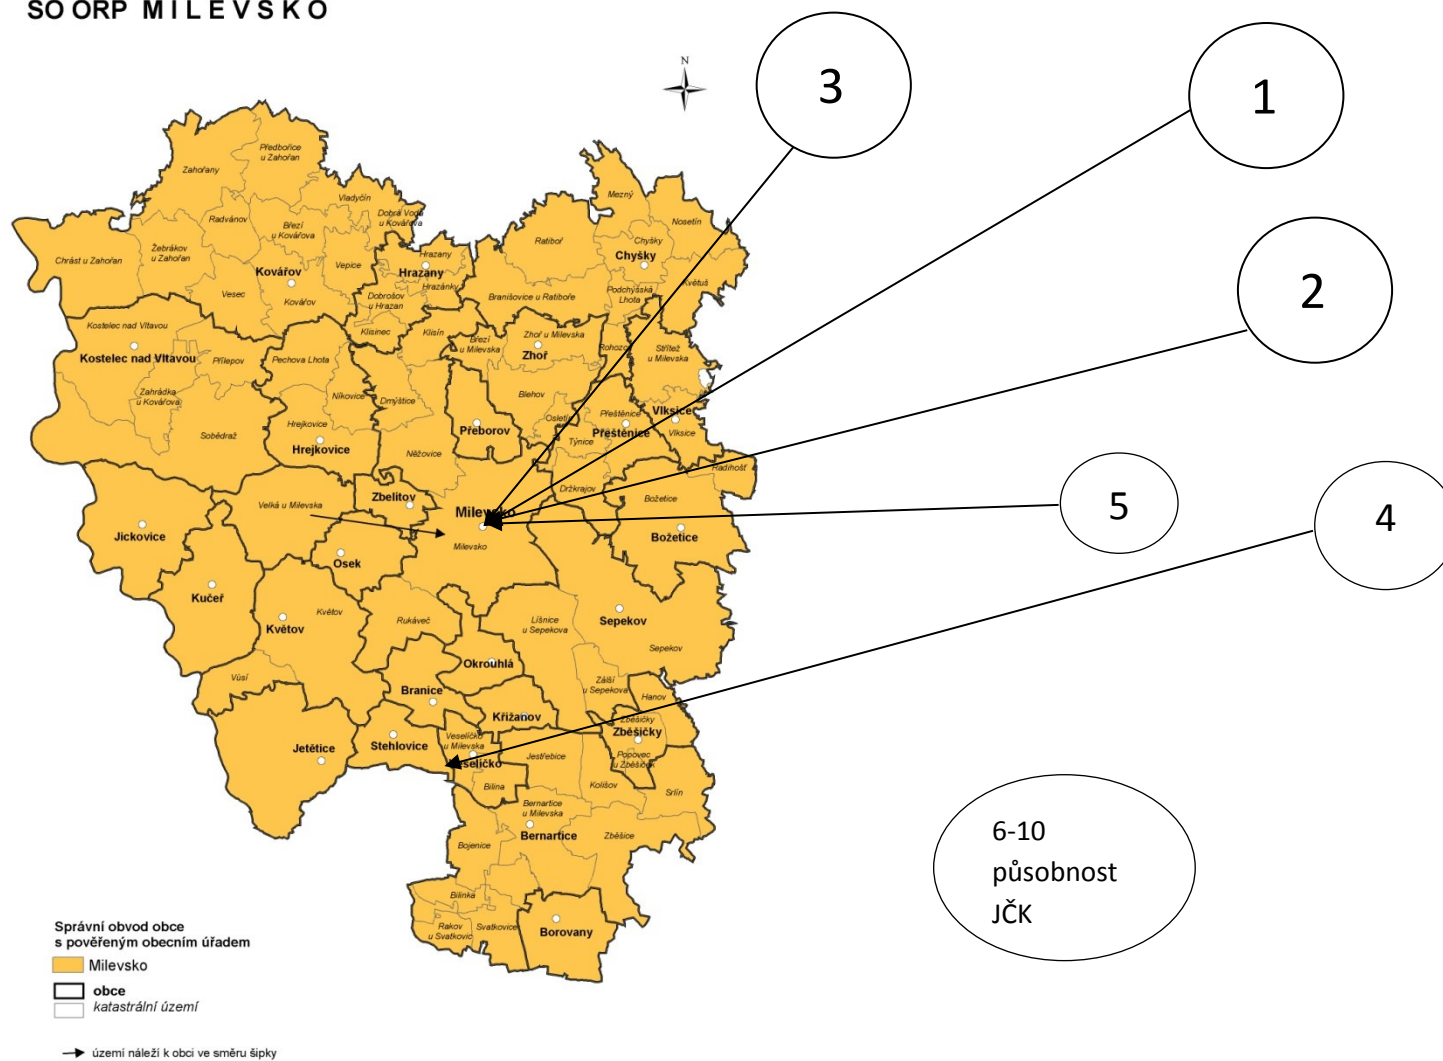 SO ORP MILEVSKO
N
3
1
2
5
4
6-10
působnost
JČK
Předbořice
u Zahořan
Zahořany
Vladyčín
Radvánov
Březí
u Kovářova
Dobrá Voda
u Kovářova
Chrást u Zahořan
Žebrákov
u Zahořan
Vepice
Kovářov
Vesec
Kovářov
Hrazany
Hrazany
Hrazánky
Dobrošov
u Hrazan
Klisinec
Klisín
Mezný
Nosetín
Ratiboř
Chyšky
Chyšky
Květuš
Podchýšská
Lhota
Branišovice u Ratiboře
Kostelec nad Vltavou
Kostelec nad Vltavou
Přílepov
Zahrádka
u Kovářova
Sobědraž
Pechova Lhota
Níkovice
Hrejkovice
Hrejkovice
Dmýštice
Něžovice
Březí
u Milevska
Zhoř u Milevska
Zhoř
Rohozov
Střítež
u Milevska
Blehov
Osletín
Týnice
Přeborov
Přeštěnice
Přeštěnice
Vlksice
Vlksice
Držkrajov
Radihošť
Božetice
Božetice
Zbelítov
Velká u Milevska
Milevsko
Milevsko
Jickovice
Osek
Kučeř
Květov
Květov
Rukáveč
Líšnice
u Sepekova
Sepekov
Sepekov
Vůsí
Okrouhlá
Branice
Zálší
u Sepekova
Hanov
Křižanov
Zběšičky
Zběšičky
Popovec
u Zběšiček
Jetětice
Stehlovice
Veselíčko
u Milevska
Veselíčko
Jestřebice
Bilina
Kolišov
Srlín
Bernartice
u Milevska
Bernartice
Zběšice
Bojenice
Bilinka
Rakov
u Svatkovic
Svatkovice
Borovany
Správní obvod obce
s pověřeným obecním úřadem
Milevsko
obce
katastrální území
území náleží k obci ve směru šipky